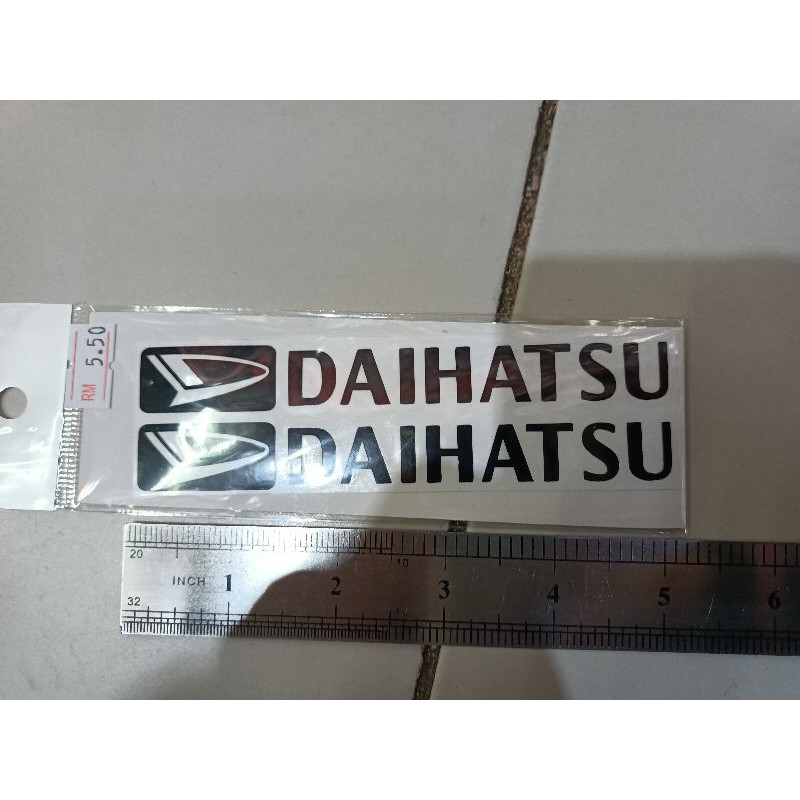 RM 5.50
DAIHATSU
DAIHATSU
20 10
INCH 1 2 3 4 5 6
32